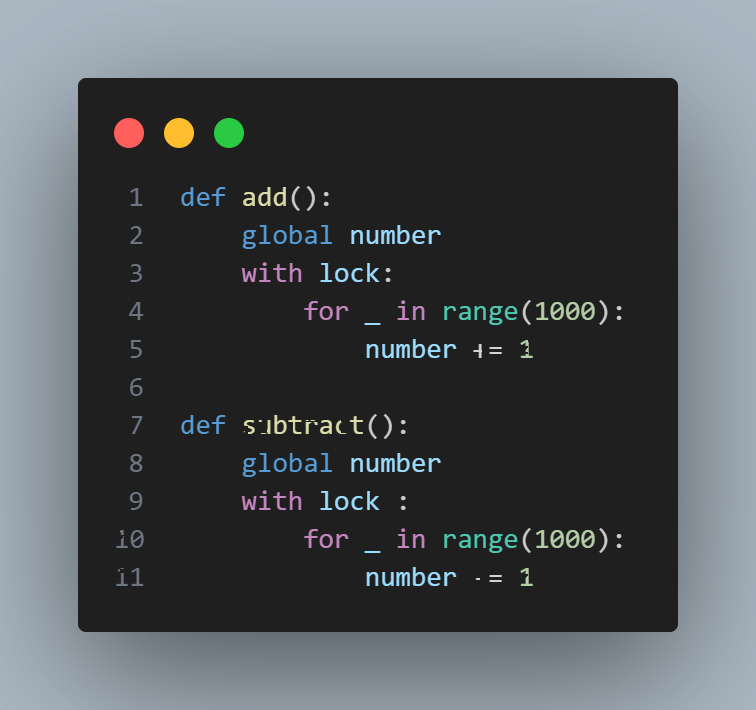 1 def add():
2     global number
3     with lock:
4         for _ in range(1000):
5             number += 1
6
7 def subtract():
8     global number
9     with lock :
10         for _ in range(1000):
11             number -= 1